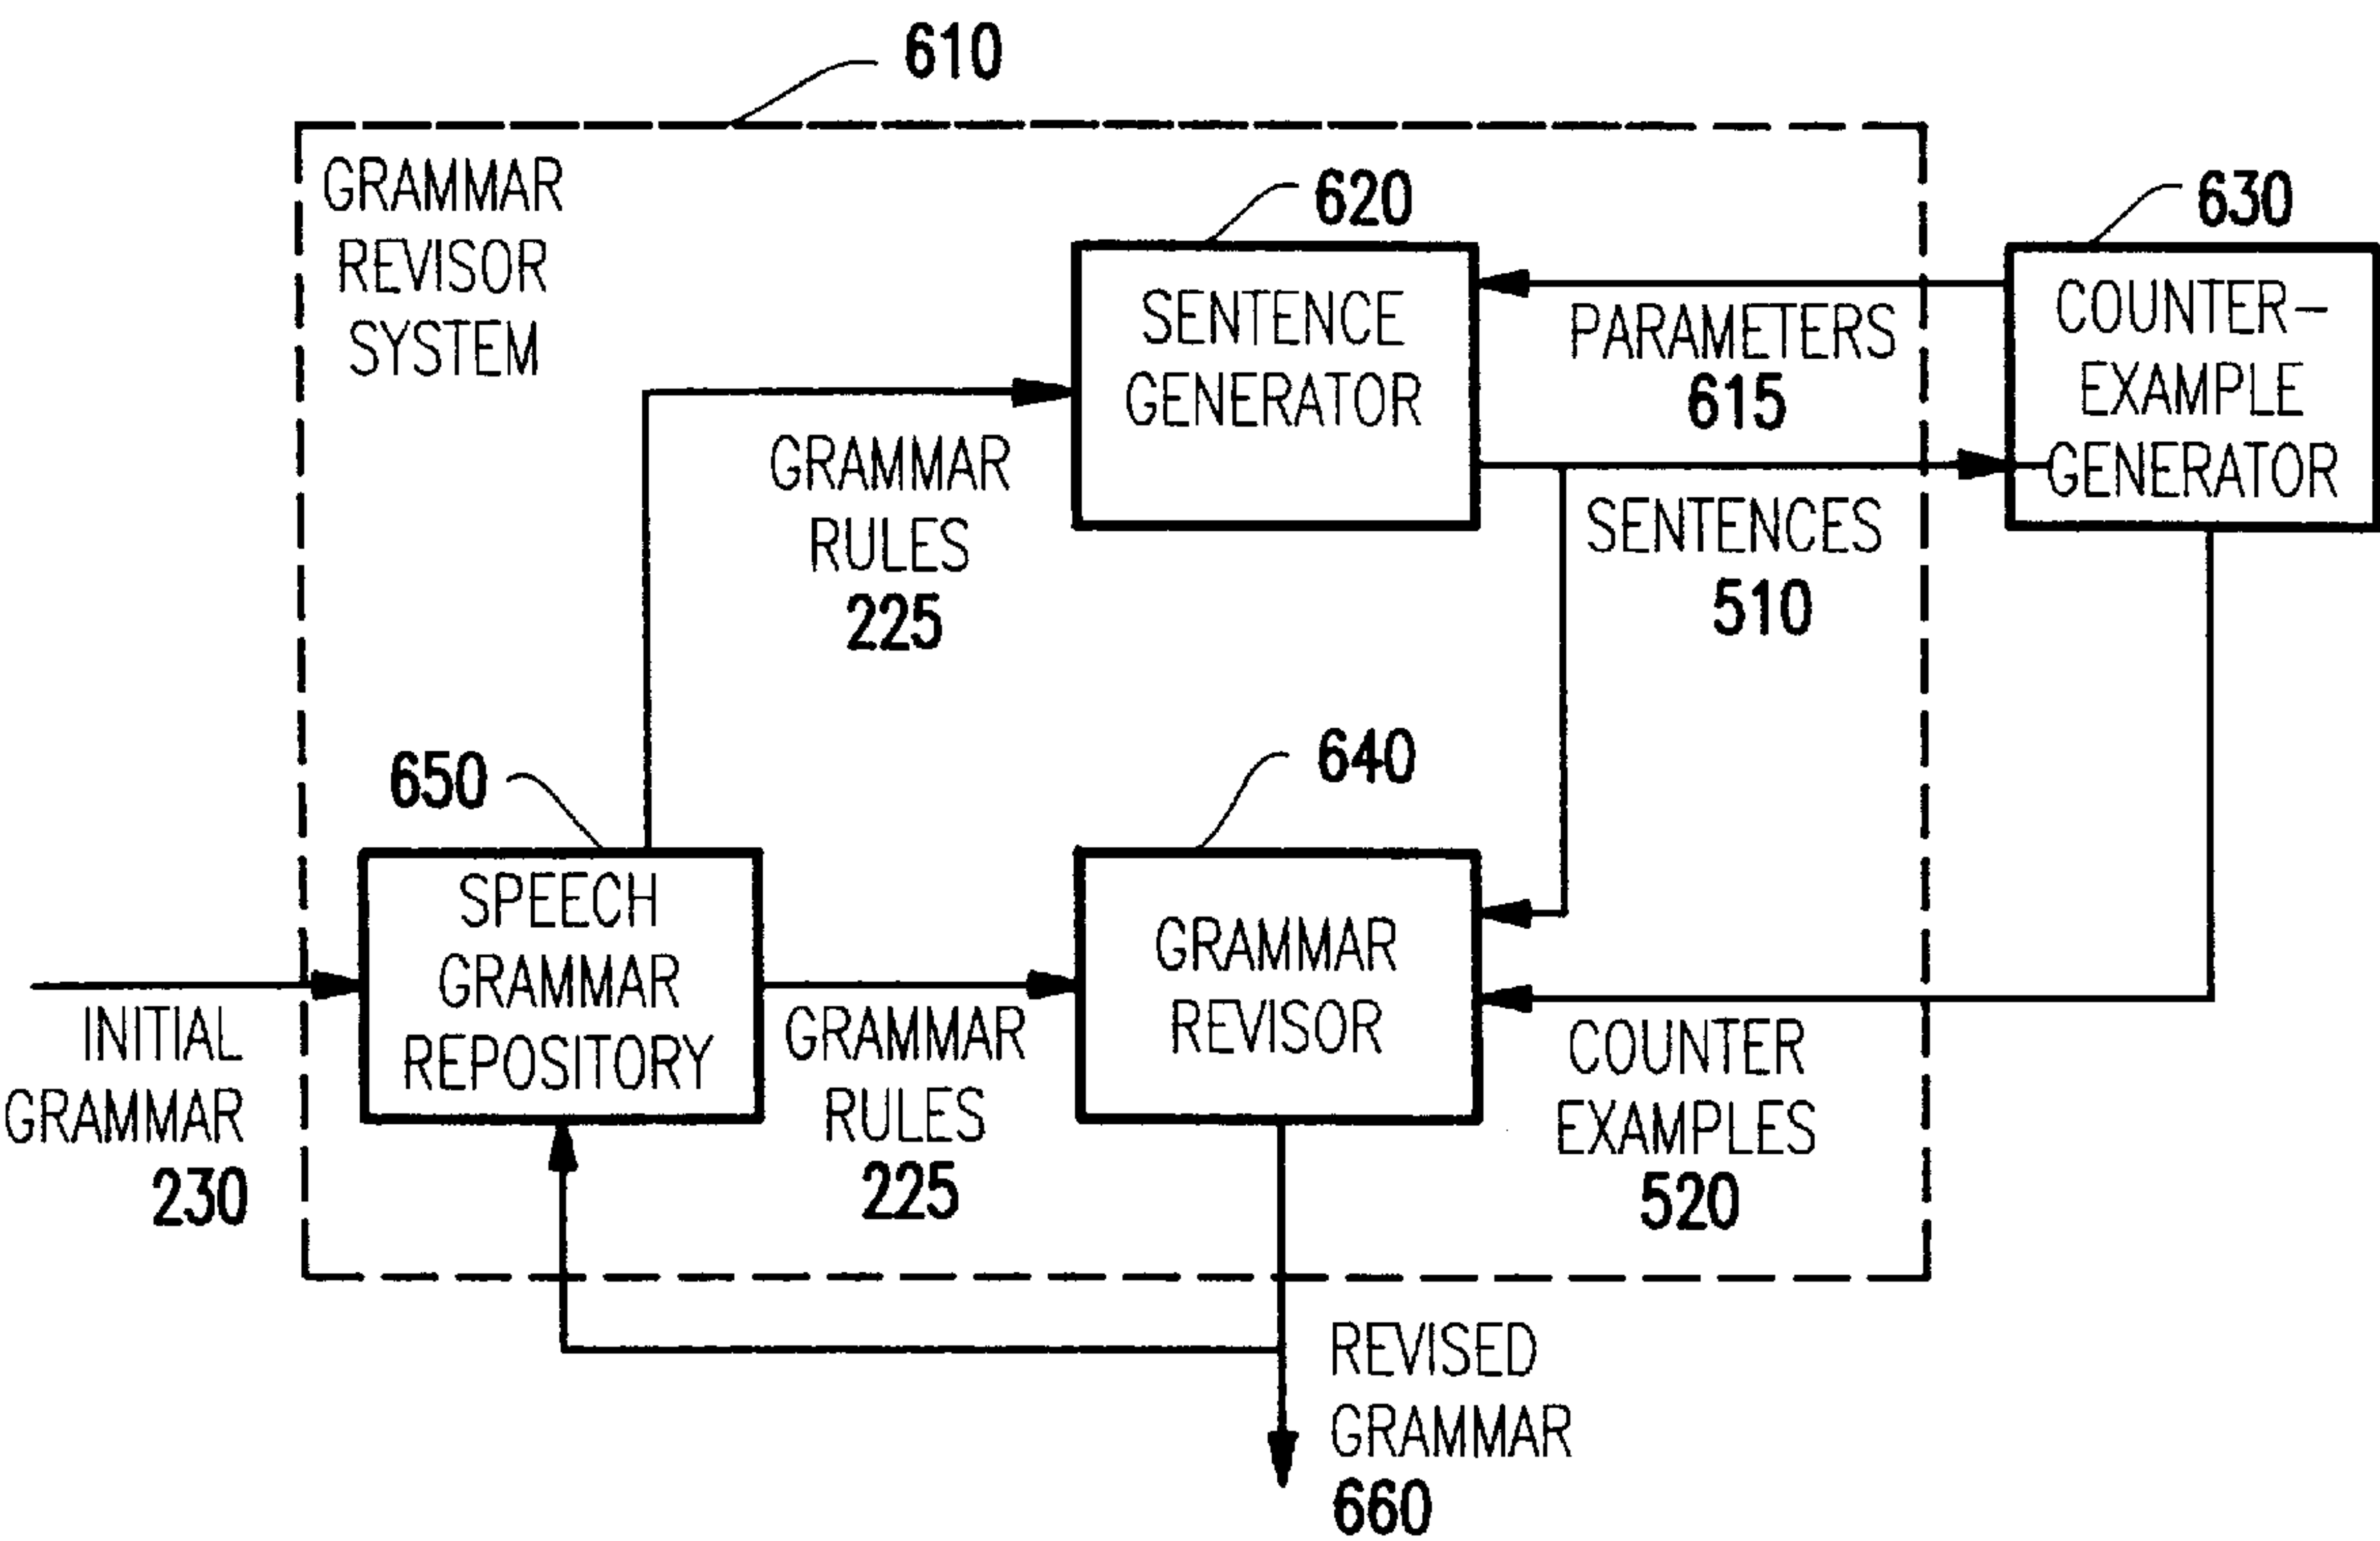 610
GRAMMAR
REVISOR
SYSTEM
620
SENTENCE
GENERATOR
630
COUNTER-
EXAMPLE
GENERATOR
PARAMETERS
615
SENTENCES
510
GRAMMAR
RULES
225
650
SPEECH
GRAMMAR
REPOSITORY
640
GRAMMAR
REVISOR
INITIAL
GRAMMAR
230
GRAMMAR
RULES
225
COUNTER
EXAMPLES
520
REVISED
GRAMMAR
660